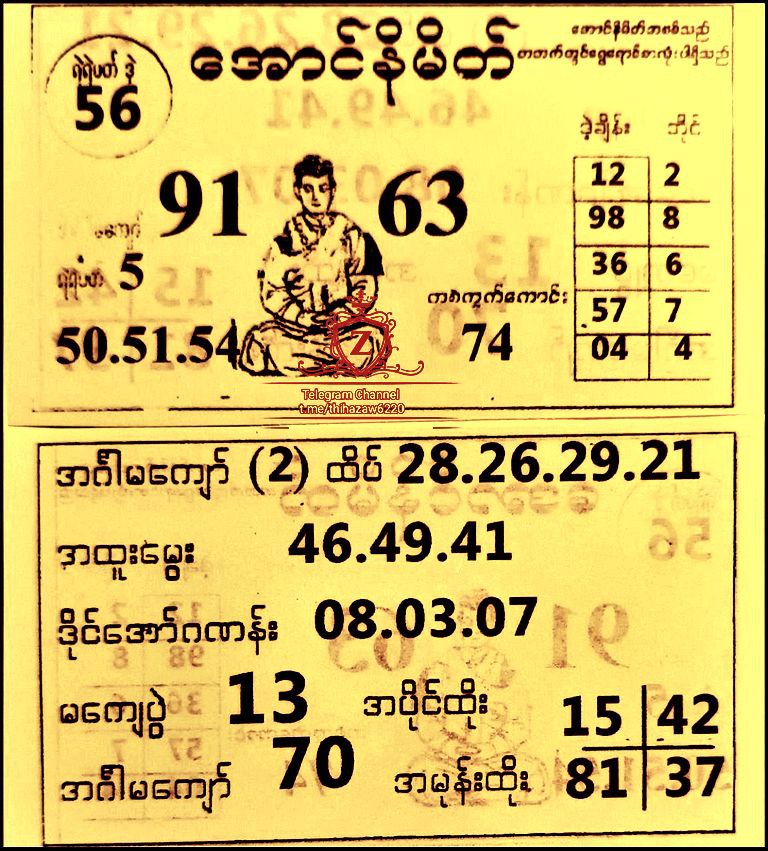 အောင်နိမိတ်
အောင်နိမိတ်အစစ်သည်
တဘက်တွင်ရွှေရောင်စာလုံးပါရှိသည်
ရဲရဲပတ် ဒဲ့
56
ဒဲ့ချိန်း ဘိုင်
12 2
98 8
36 6
57 7
04 4
91 63
မကျော်
ရဲရဲပတ် 5
50.51.54
တစ်ကွက်ကောင်း
74
Z
Telegram Channel
t.me/thihazaw6220
အင်္ဂါမကျော် (2) ထိပ် 28.26.29.21
အထူးမွေး 46.49.41
ဒိုင်အော်ဂဏန်း 08.03.07
မကျေပွဲ 13 အပိုင်ထိုး 15 42
အင်္ဂါမကျော် 70 အမုန်းထိုး 81 37